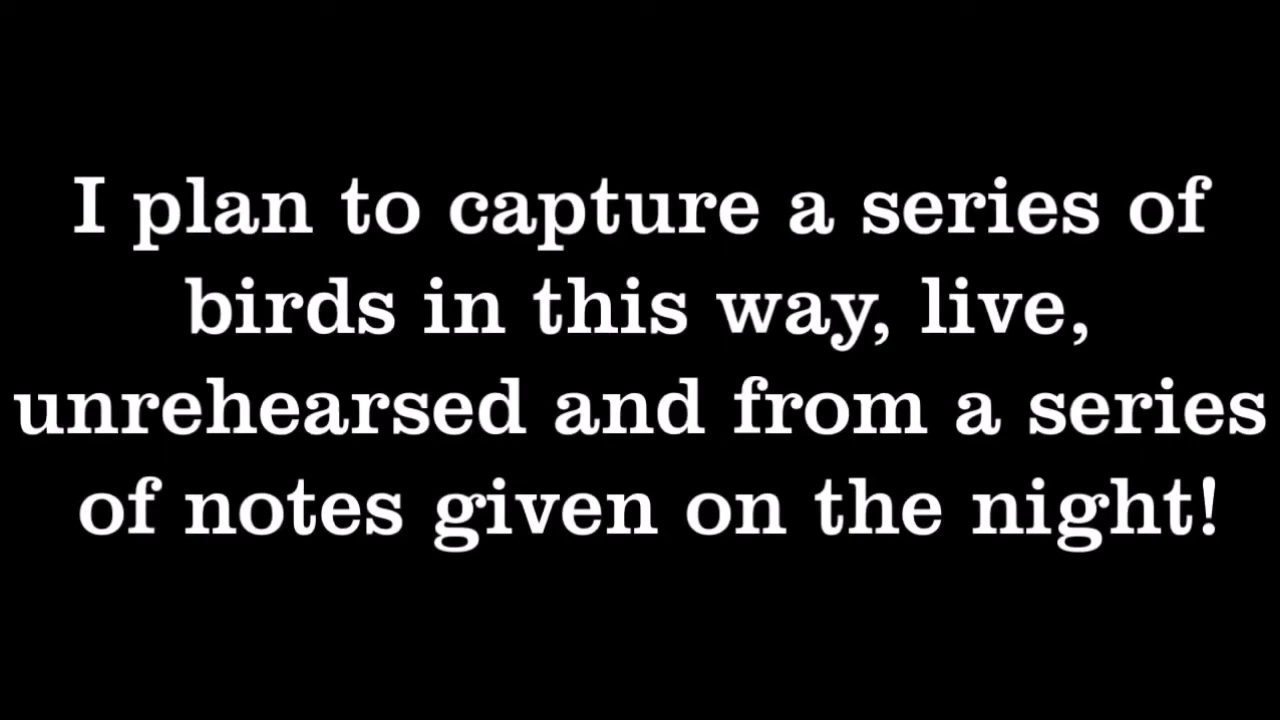 I plan to capture a series of
birds in this way, live,
unrehearsed and from a series
of notes given on the night!